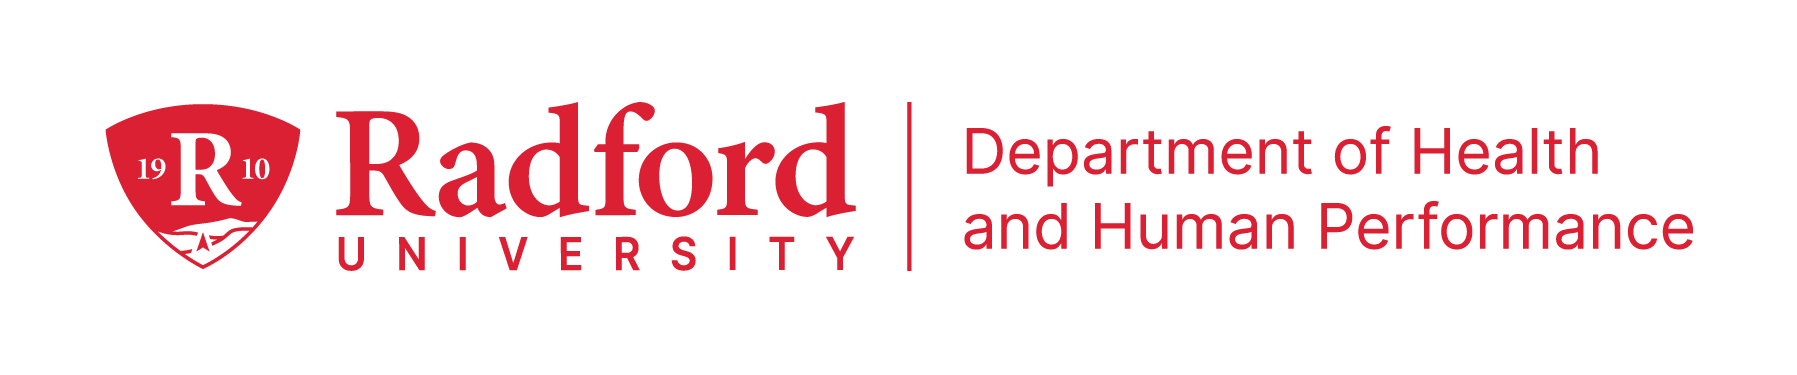 19 R 10
Radford
UNIVERSITY
Department of Health
and Human Performance